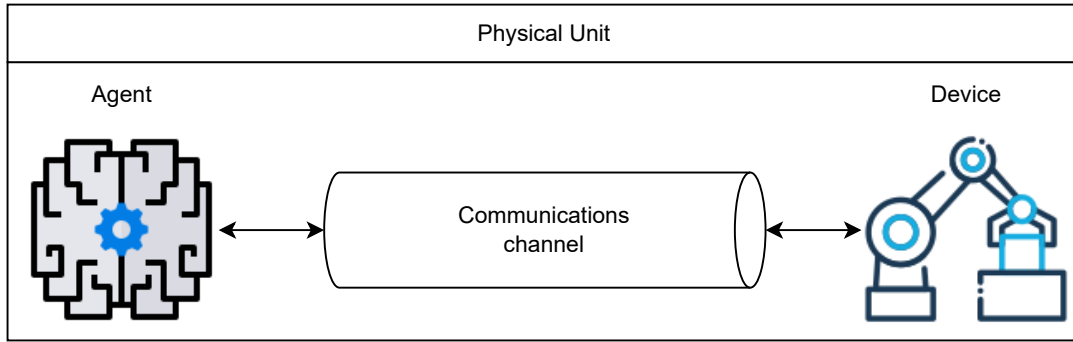 Physical Unit
Agent
Device
Communications
channel